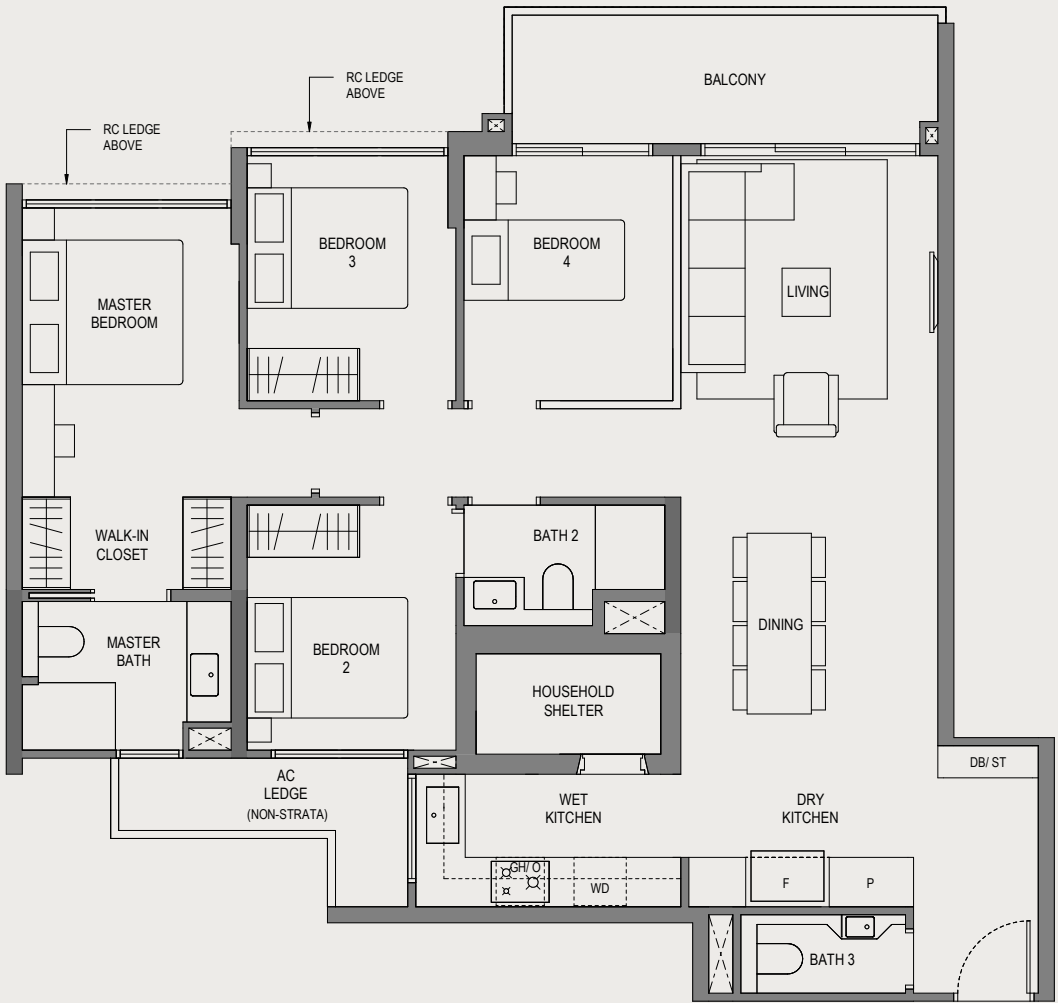 BALCONY
RC LEDGE
ABOVE
RC LEDGE
ABOVE
BEDROOM
3
BEDROOM
4
MASTER
BEDROOM
LIVING
WALK-IN
CLOSET
BATH 2
DINING
MASTER
BATH
BEDROOM
2
HOUSEHOLD
SHELTER
DB/ ST
AC
LEDGE
(NON-STRATA)
WET
KITCHEN
DRY
KITCHEN
GH/ O
WD
F
P
BATH 3